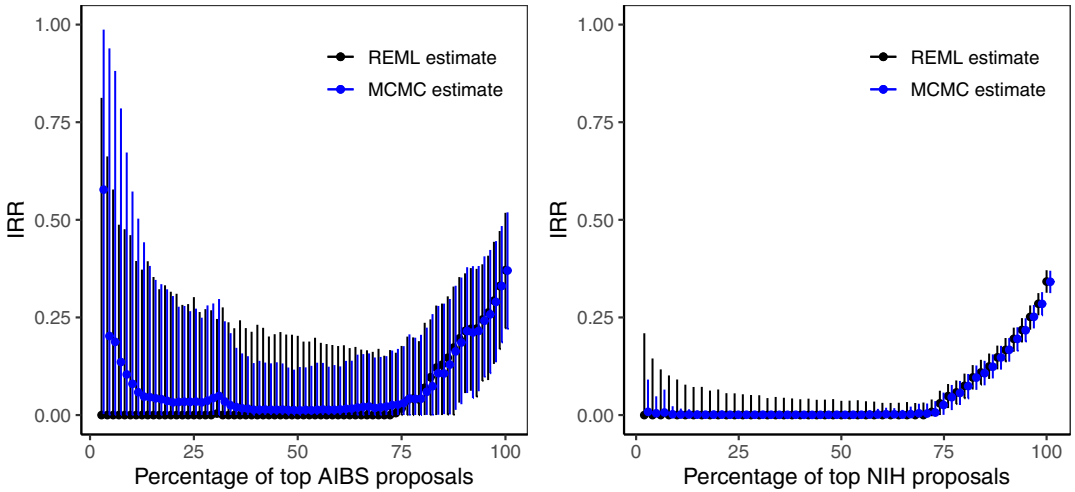 1.00
0.75
0.50
0.25
0.00
IRR
REML estimate
MCMC estimate
0
25
50
75
100
Percentage of top AIBS proposals
1.00
0.75
0.50
0.25
0.00
IRR
REML estimate
MCMC estimate
0
25
50
75
100
Percentage of top NIH proposals